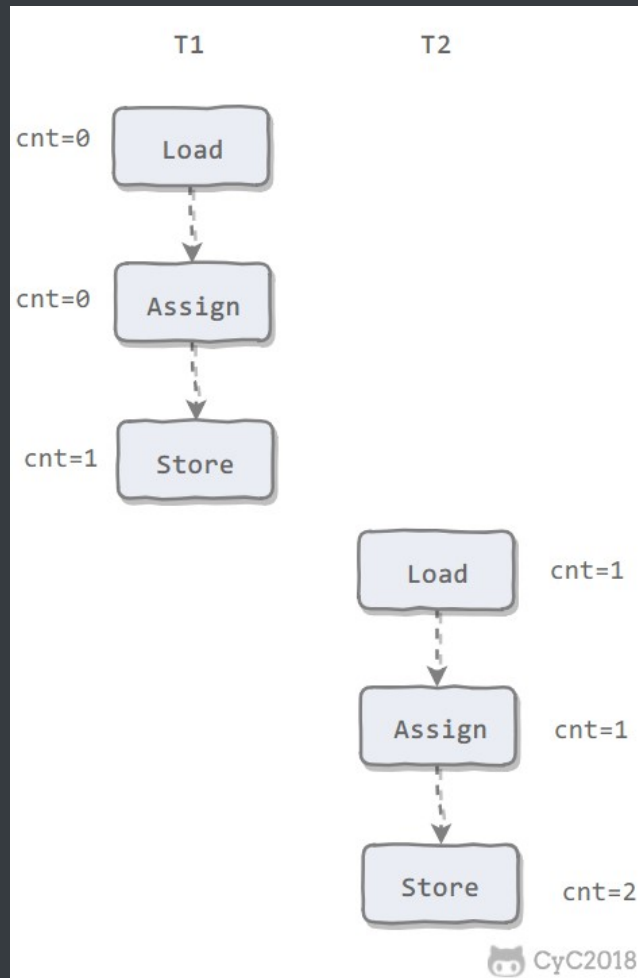 T1 T2
cnt=0 Load
cnt=0 Assign
cnt=1 Store
Load cnt=1
Assign cnt=1
Store cnt=2
CyC2018